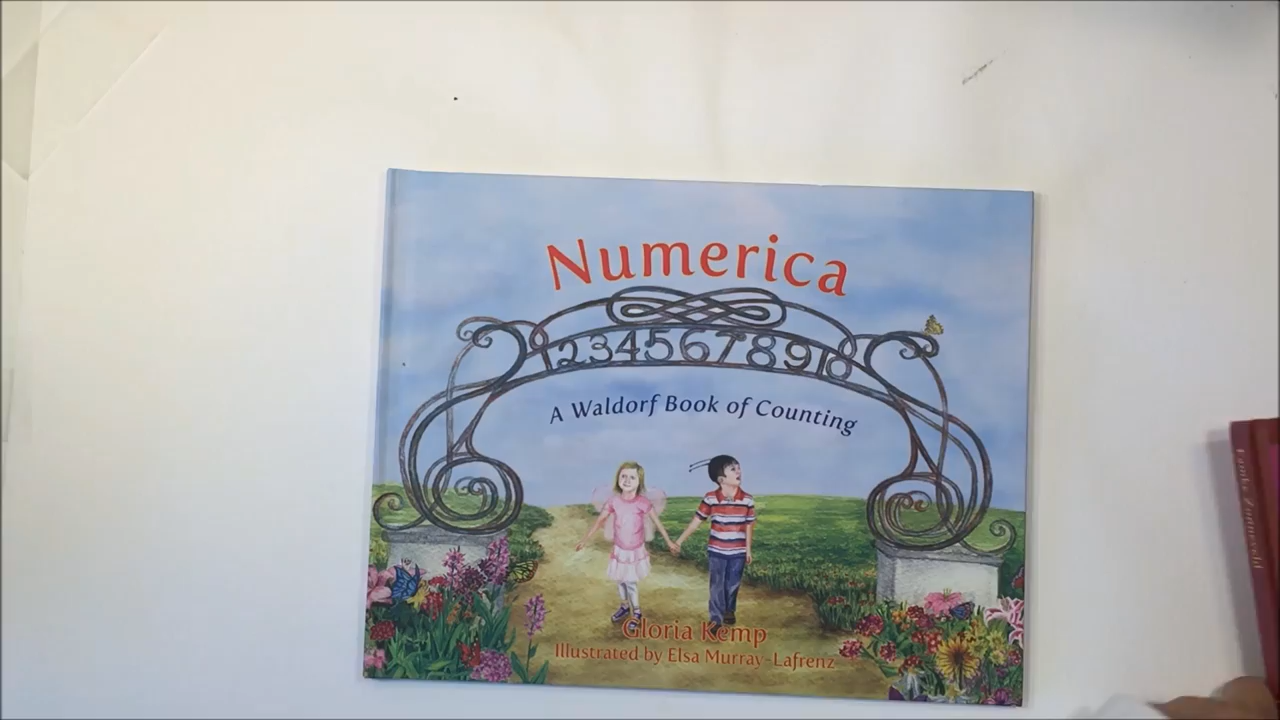 Numerica
12345678910
A Waldorf Book of Counting
Gloria Kemp
Illustrated by Elsa Murray-Lafrenz